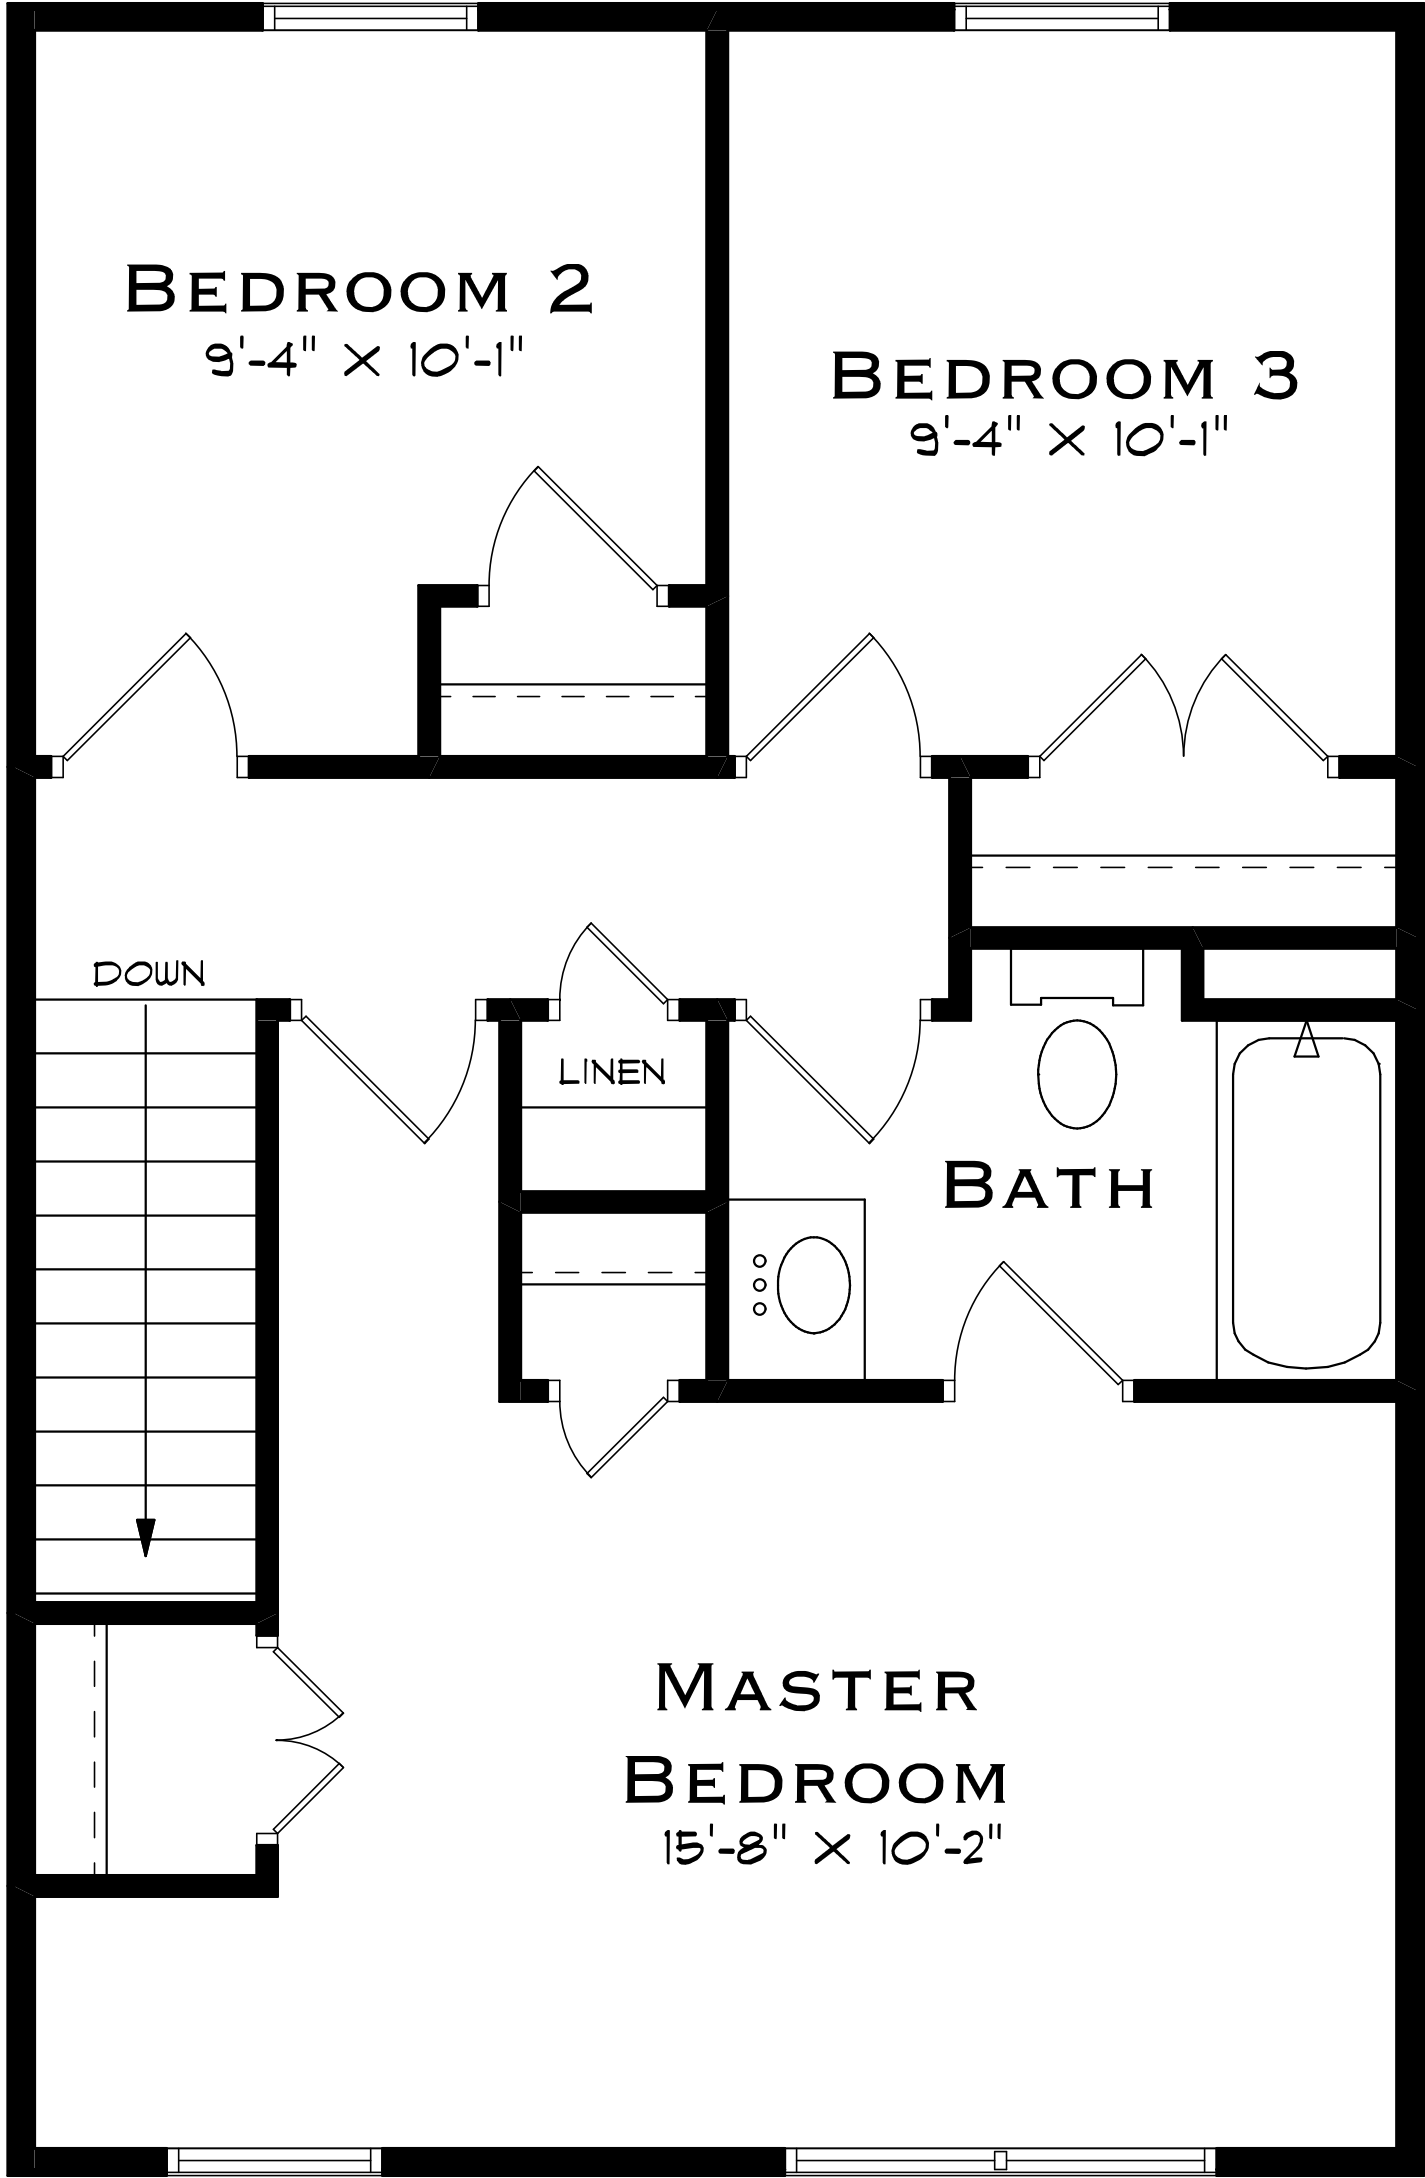 BEDROOM 2
9'-4" X 10'-1"
BEDROOM 3
9'-4" X 10'-1"
DOWN
LINEN
BATH
MASTER
BEDROOM
15'-8" X 10'-2"